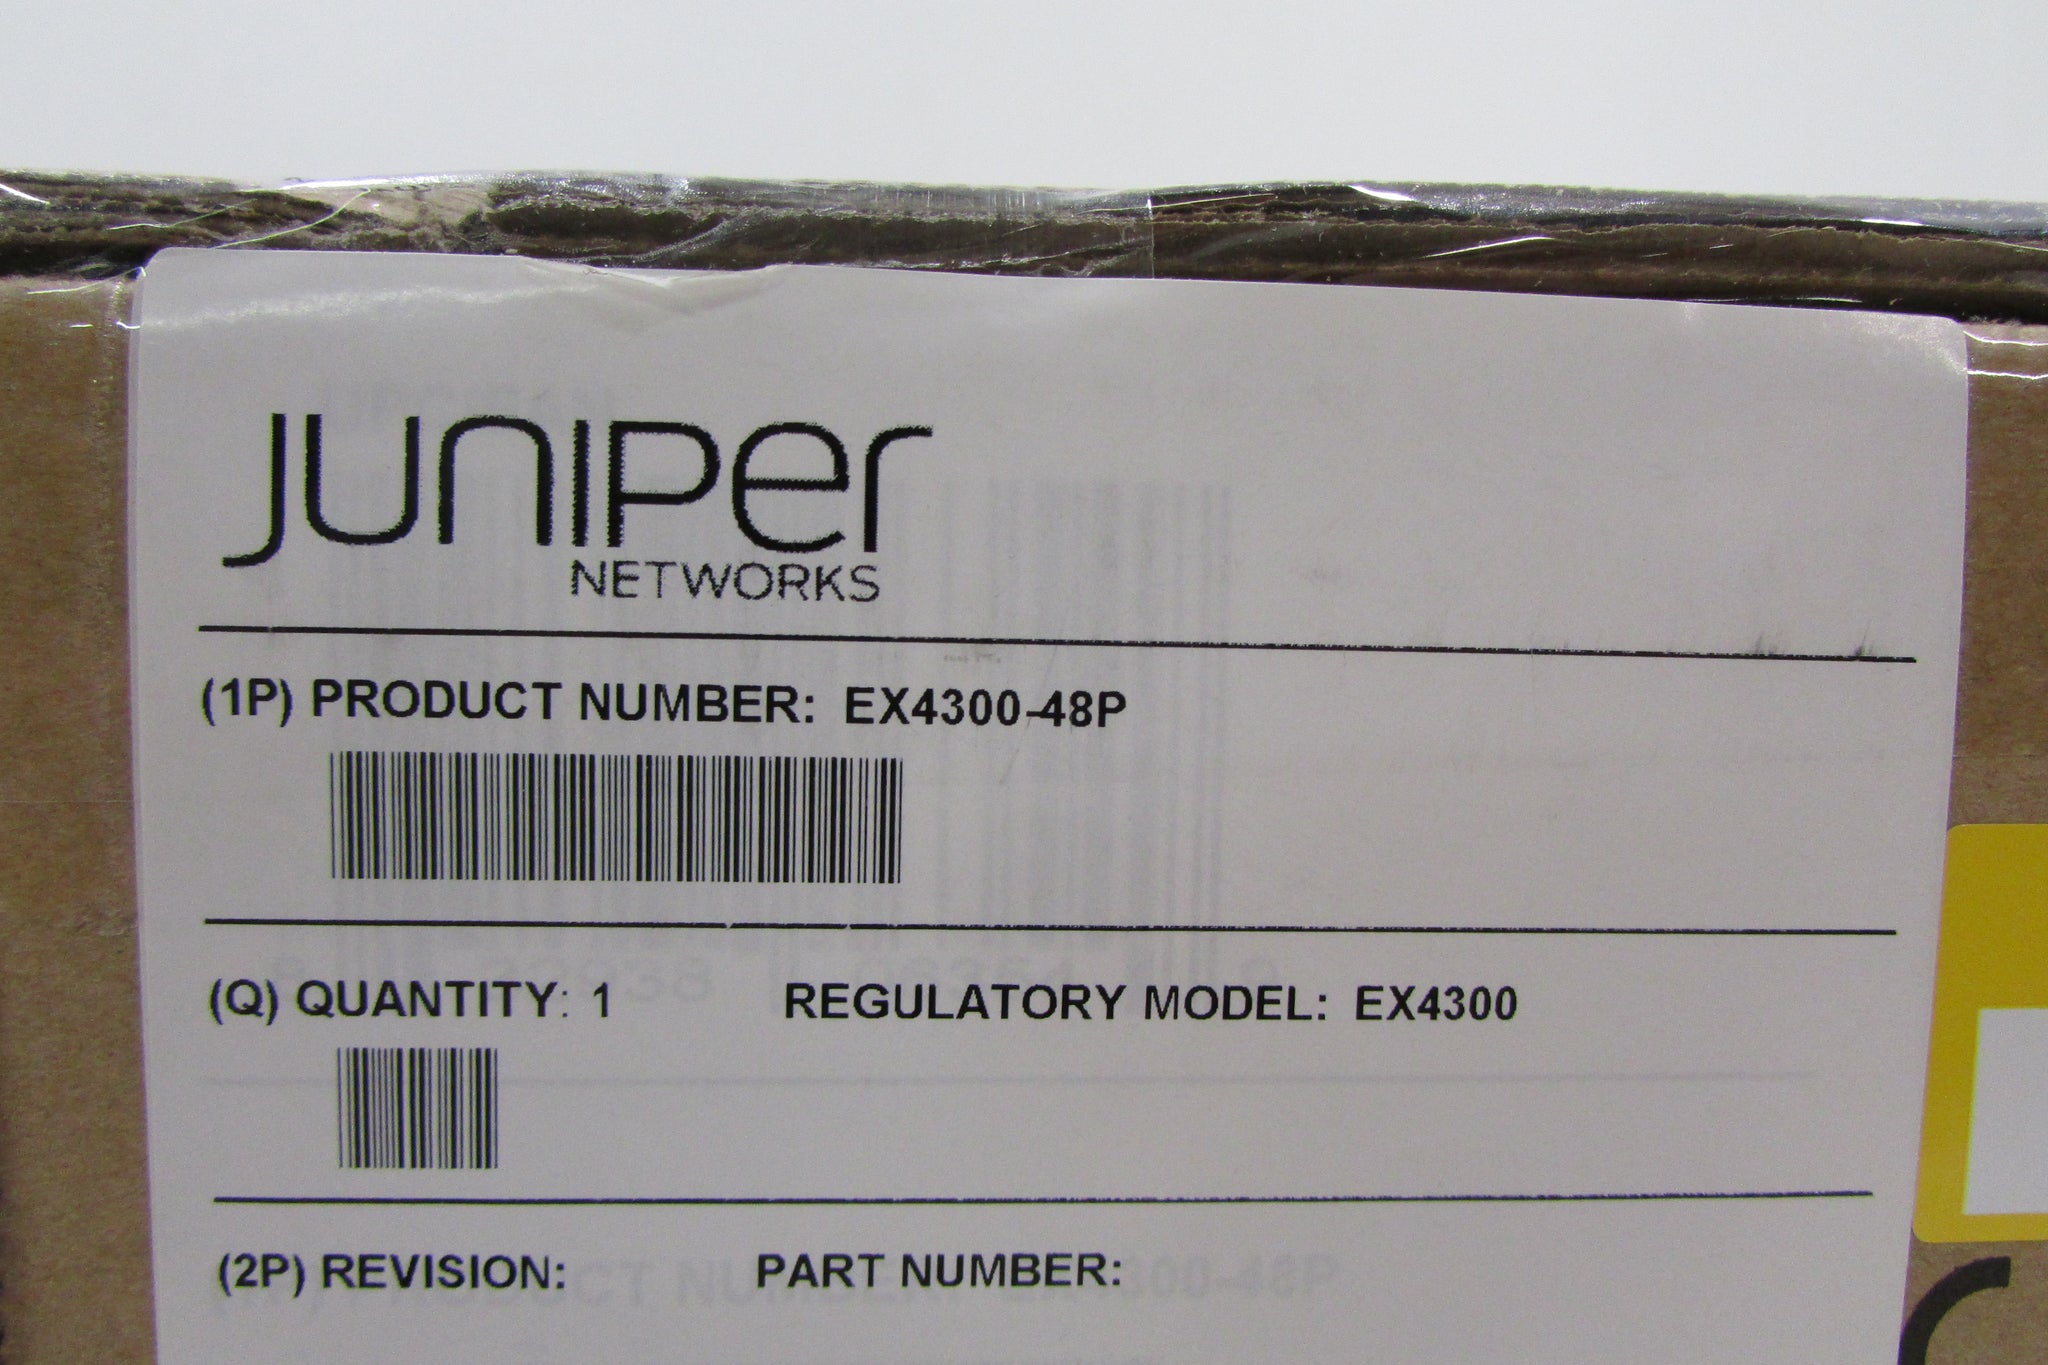 JUNIPer
NETWORKS
(1P) PRODUCT NUMBER: EX4300-48P
(Q) QUANTITY: 1 REGULATORY MODEL: EX4300
(2P) REVISION: PART NUMBER: